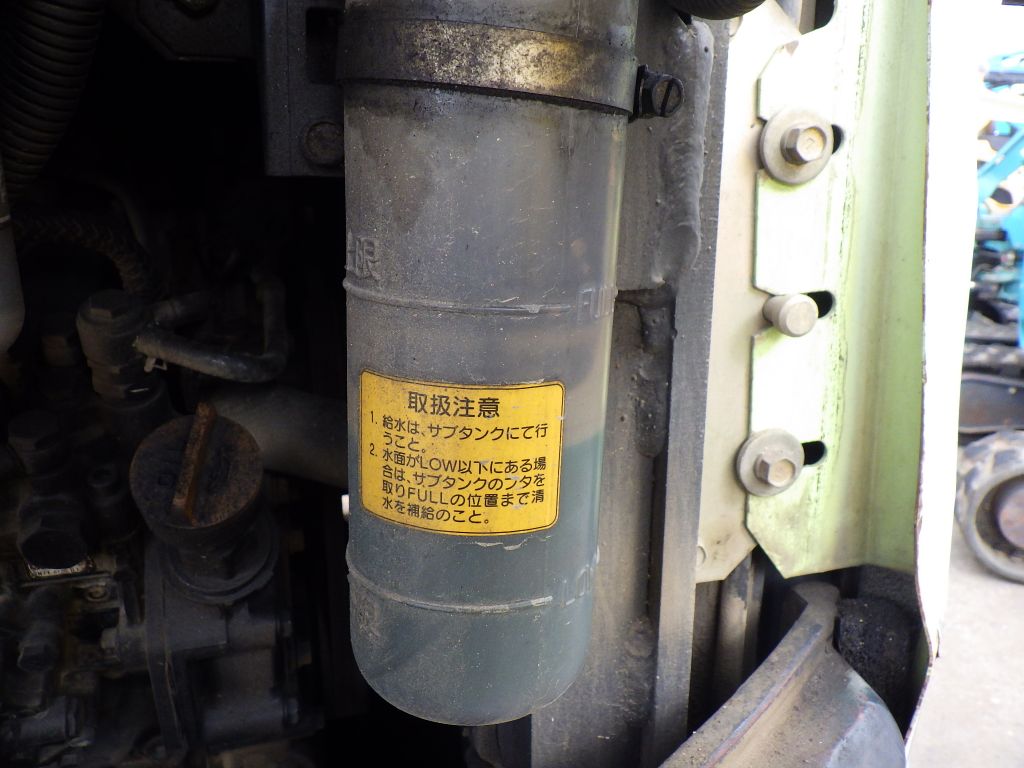 上限
FULL
取扱注意
1. 給水は、サブタンクにて行
うこと。
2. 水面がLOW以下にある場
合は、サブタンクのフタを
取りFULLの位置まで清
水を補給のこと。
LOW